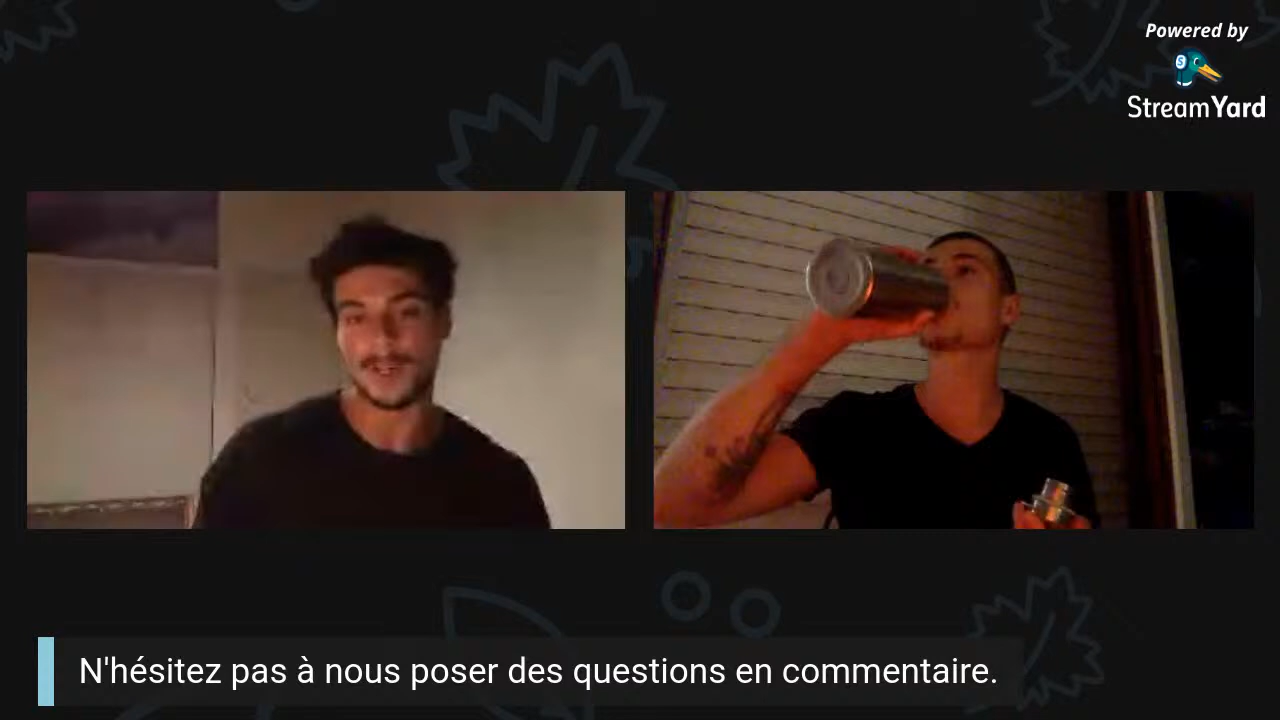 Powered by
StreamYard
N'hésitez pas à nous poser des questions en commentaire.